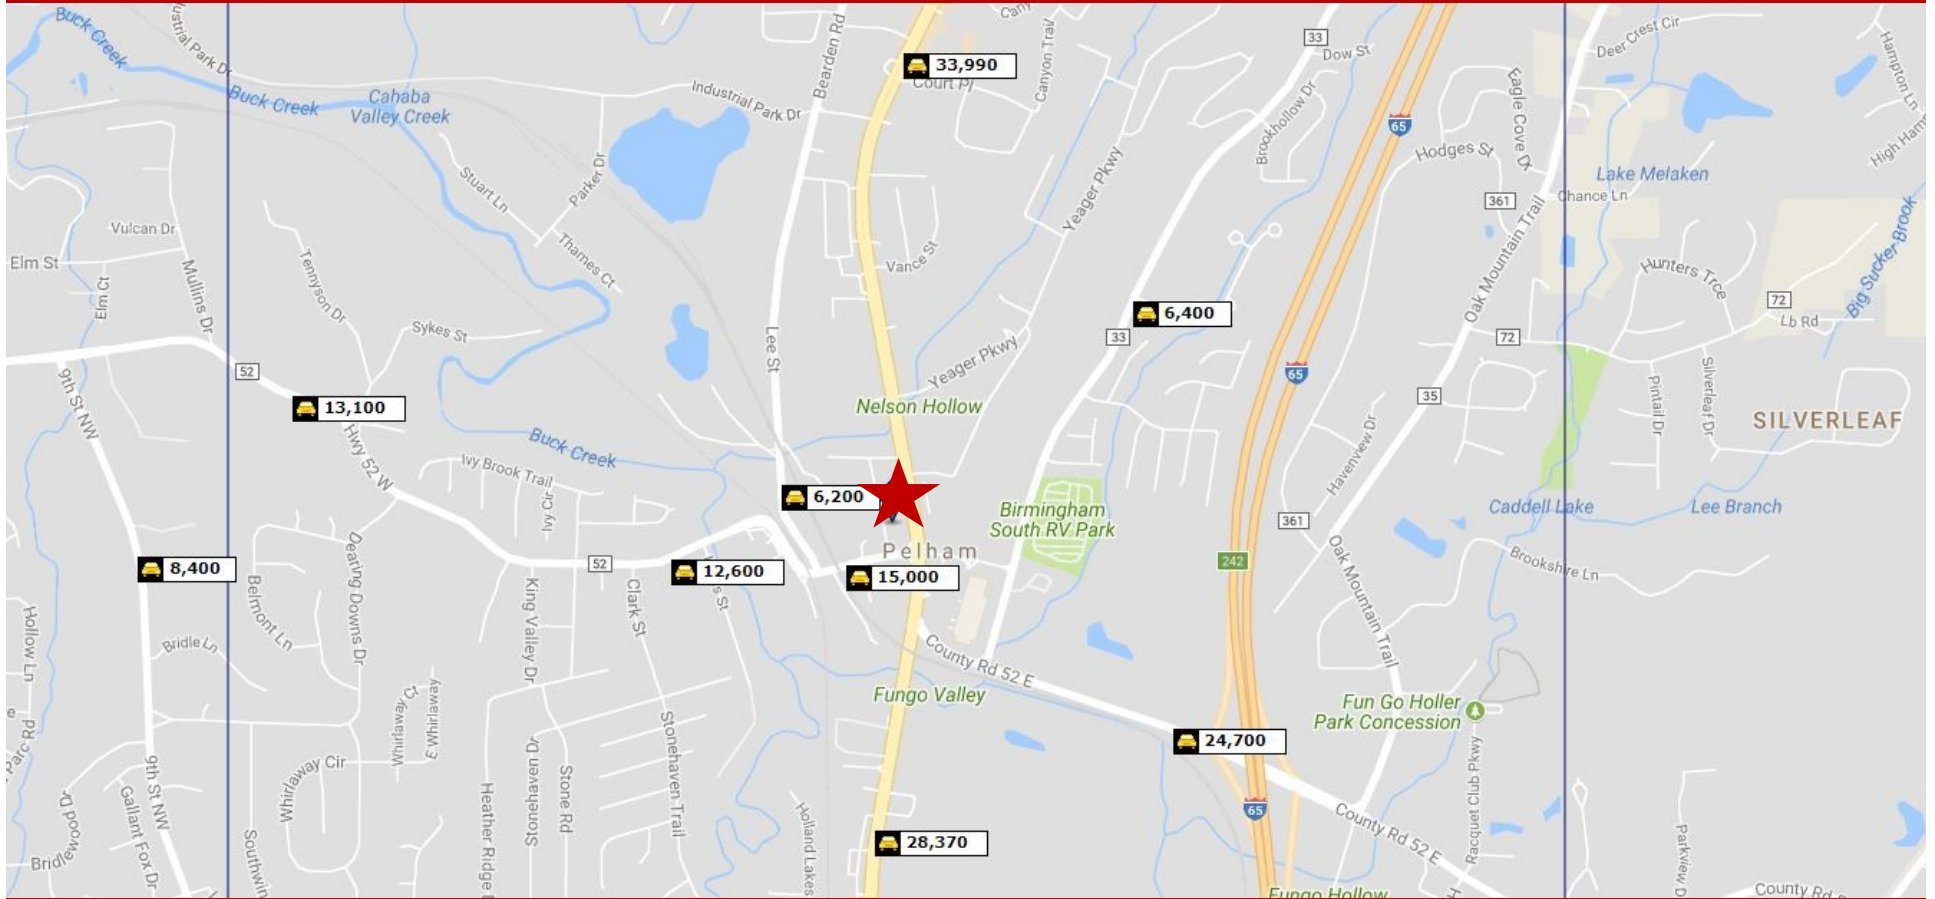 Buck Creek
Industrial Park Dr
Bearden Rd
Canyon Trail
33
Dow St
Deer Crest Cir
Hampton Ln
33,990
Court Pl
Buck Creek
Cahaba
Valley Creek
Industrial Park Dr
Brookhollow Dr
65
Eagle Cove Dr
Hodges St
High Ham
Lake Melaken
Stuart Ln
Parker Dr
Yeager Pkwy
361
Chance Ln
Vulcan Dr
Elm St
Elm Ct
Mullins Dr
Tennyson Dr
Thames Ct
Vance St
Oak Mountain Trail
Hunters Trce
Big Sucker Brook
72
Lb Rd
Sykes St
Lee St
6,400
33
72
Yeager Pkwy
52
65
35
9th St NW
13,100
Nelson Hollow
Pintail Dr
Silverleaf Dr
SILVERLEAF
Hwy 52 W
Buck Creek
Ivy Brook Trail
Ivy Cir
Havenview Dr
6,200
Birmingham
South RV Park
361
Caddell Lake
Lee Branch
Pelham
242
Brookshire Ln
8,400
52
12,600
15,000
Belmont Ln
Dearing Downs Dr
King Valley Dr
Clark St
s St
Oak Mountain Trail
Hollow Ln
Bridle Ln
County Rd 52 E
Fungo Valley
Fun Go Holler
Park Concession
Whirlaway Ct
E Whirlaway
Stonehaven Trail
24,700
Parc Rd
9th St NW
Whirlaway Cir
Stonehaven Dr
Stone Rd
Racquet Club Pkwy
Gallant Fox Dr
Heather Ridge
Holland Lakes
65
County Rd 52 E
28,370
Bridlewood D
Southwin
Parkview D
Fungo Hollow
County Rd